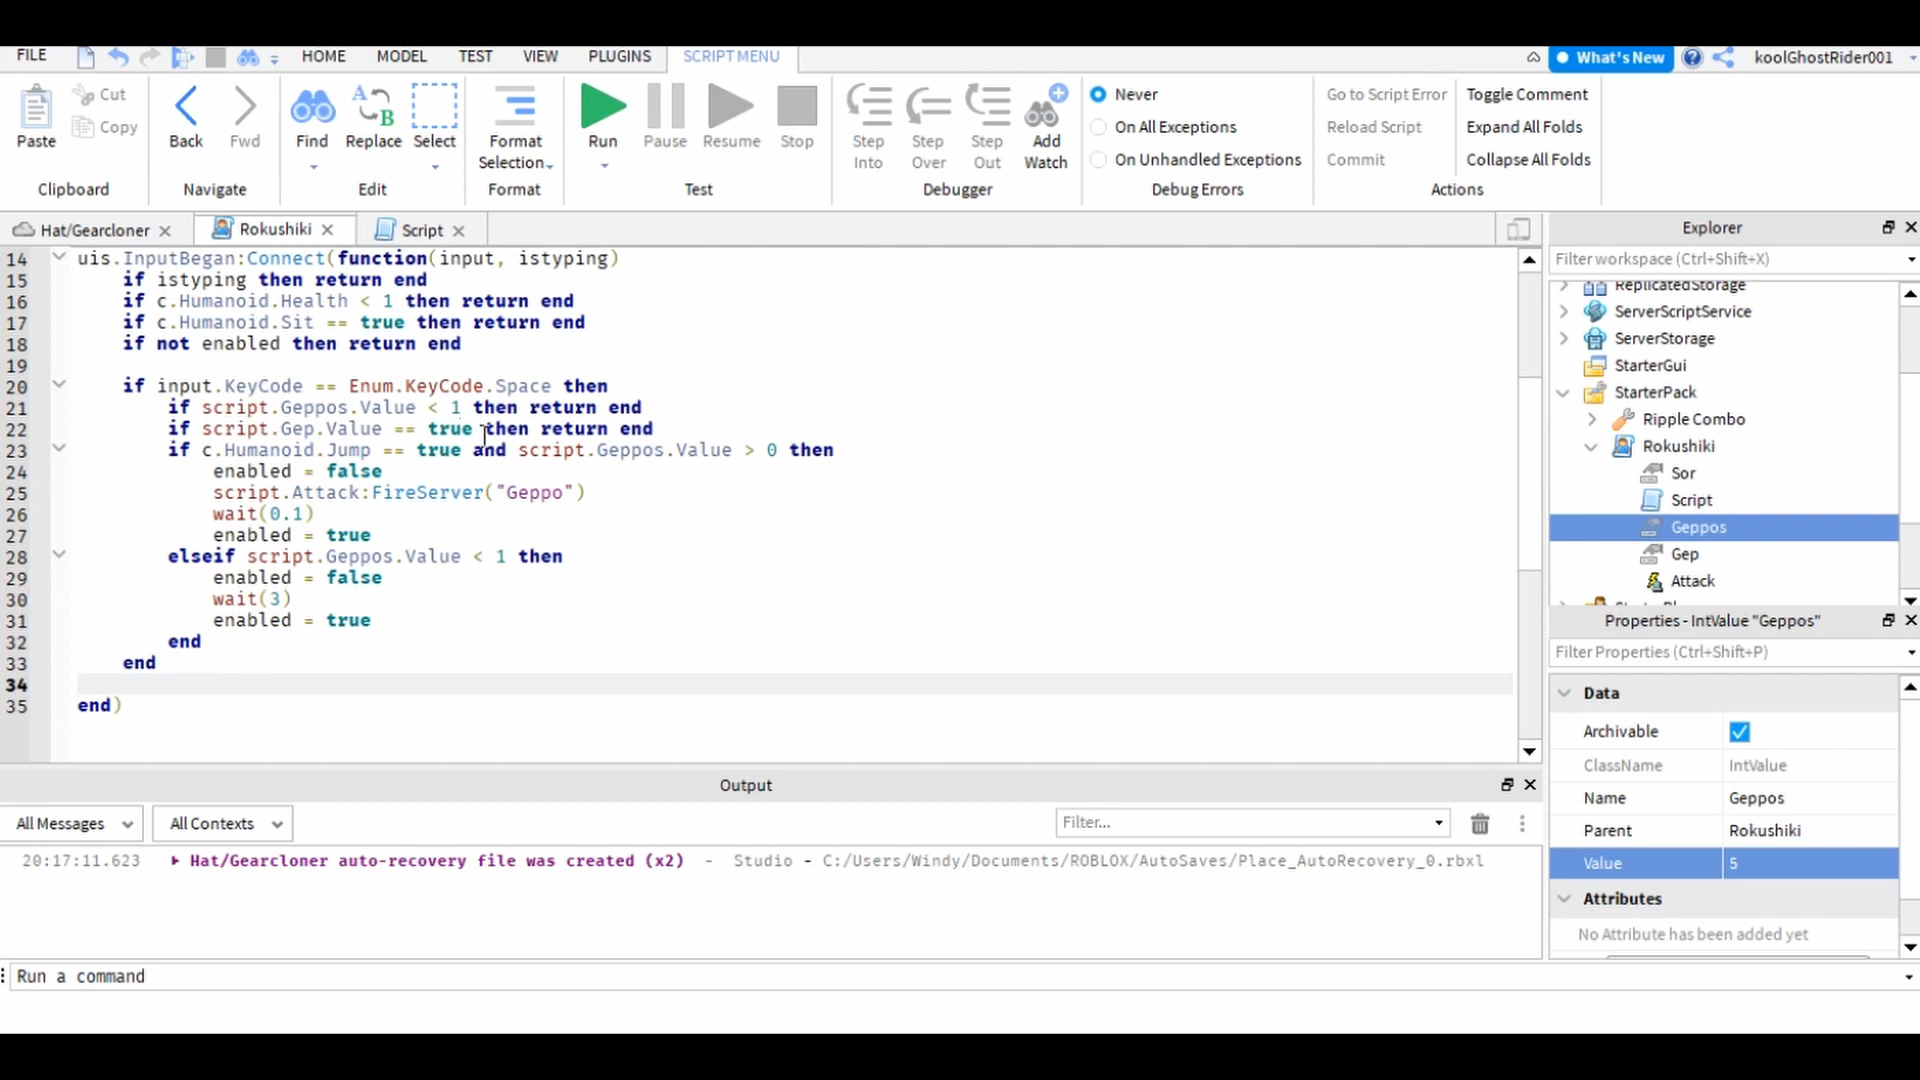 FILE HOME MODEL TEST VIEW PLUGINS SCRIPT MENU What's New koolGhostRider001
Paste Cut Copy Back Fwd Find Replace Select Format Selection Run Pause Resume Stop Step Into Step Over Step Out Add Watch
Never
On All Exceptions
On Unhandled Exceptions
Go to Script Error
Reload Script
Commit
Toggle Comment
Expand All Folds
Collapse All Folds
Clipboard Navigate Edit Format Test Debugger Debug Errors Actions
Hat/Gearcloner Rokushiki Script
14 uis.InputBegan:Connect(function(input, istyping)
15 if istyping then return end
16 if c.Humanoid.Health < 1 then return end
17 if c.Humanoid.Sit == true then return end
18 if not enabled then return end
19
20 if input.KeyCode == Enum.KeyCode.Space then
21 if script.Geppos.Value < 1 then return end
22 if script.Gep.Value == true then return end
23 if c.Humanoid.Jump == true and script.Geppos.Value > 0 then
24 enabled = false
25 script.Attack:FireServer("Geppo")
26 wait(0.1)
27 enabled = true
28 elseif script.Geppos.Value < 1 then
29 enabled = false
30 wait(3)
31 enabled = true
32 end
33 end
34
35 end)
Explorer
Filter workspace (Ctrl+Shift+X)
ReplicatedStorage
ServerScriptService
ServerStorage
StarterGui
StarterPack
Ripple Combo
Rokushiki
Sor
Script
Geppos
Gep
Attack
Properties - IntValue "Geppos"
Filter Properties (Ctrl+Shift+P)
Data
Archivable
ClassName IntValue
Name Geppos
Parent Rokushiki
Value 5
Attributes
No Attribute has been added yet
Output
All Messages All Contexts Filter...
20:17:11.623 Hat/Gearcloner auto-recovery file was created (x2) - Studio - C:/Users/Windy/Documents/ROBLOX/AutoSaves/Place_AutoRecovery_0.rbxl
Run a command